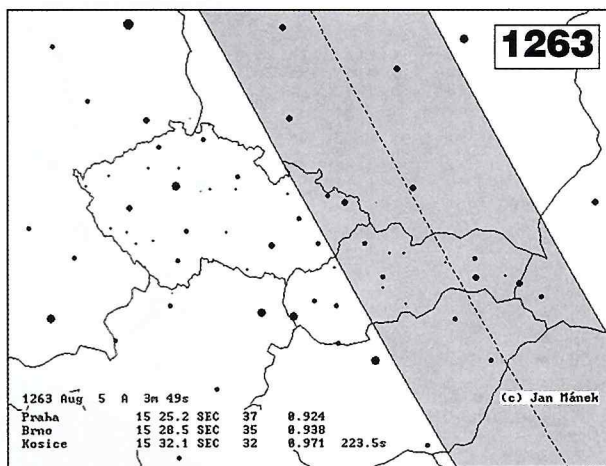 1263
1263 Aug 5 A 3m 49s
(c) Jan Mánek
Praha 15 25.2 SEC 37 0.924
Brno 15 28.5 SEC 35 0.938
Kosice 15 32.1 SEC 32 0.971 223.5s